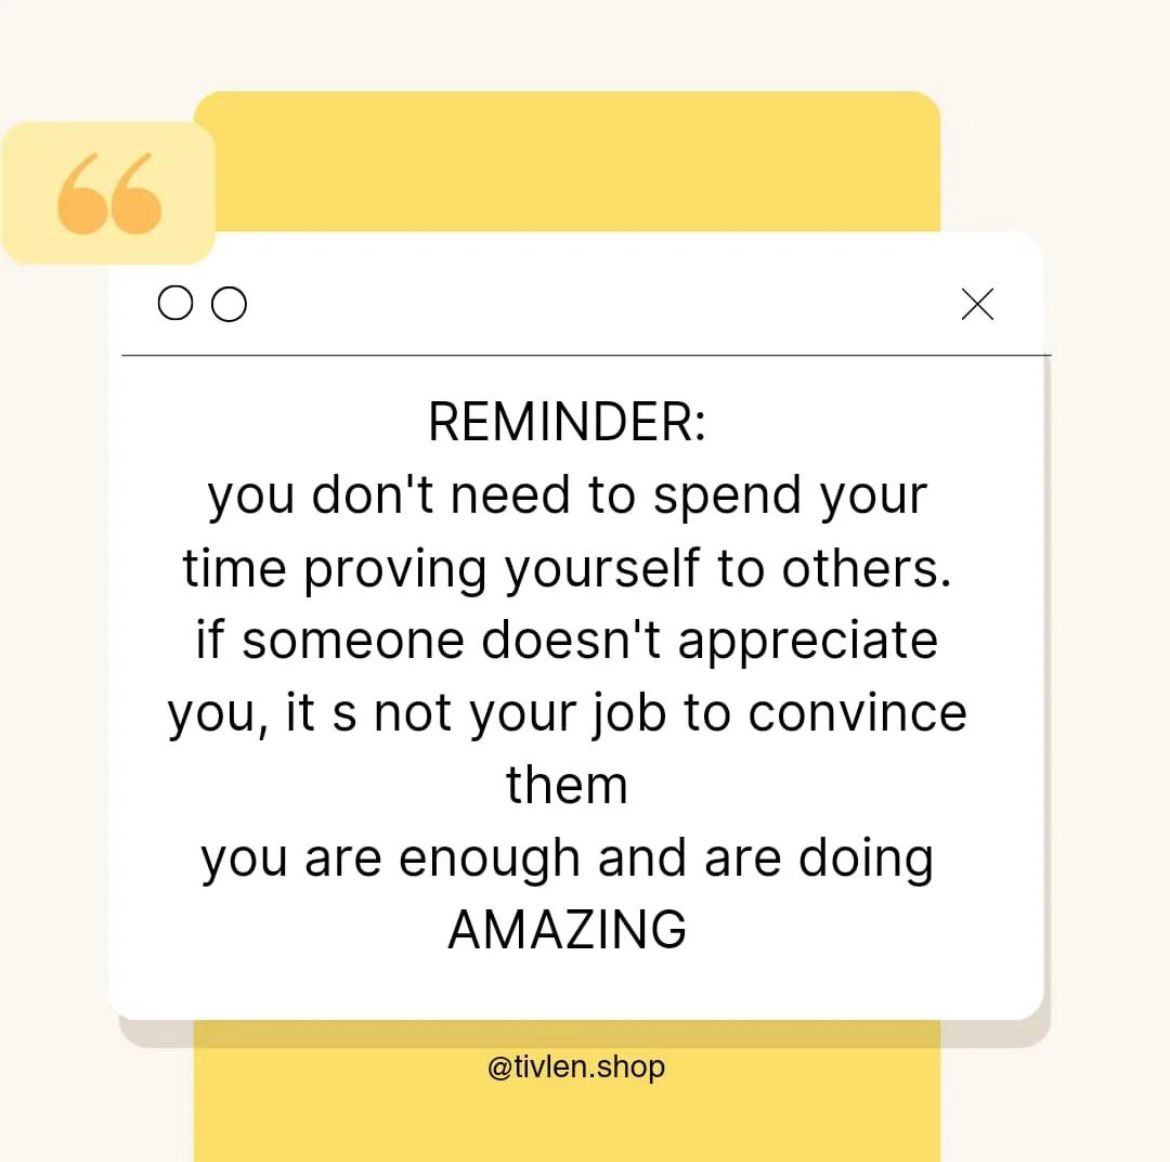 REMINDER:
you don't need to spend your
time proving yourself to others.
if someone doesn't appreciate
you, it s not your job to convince
them
you are enough and are doing
AMAZING
@tivlen.shop